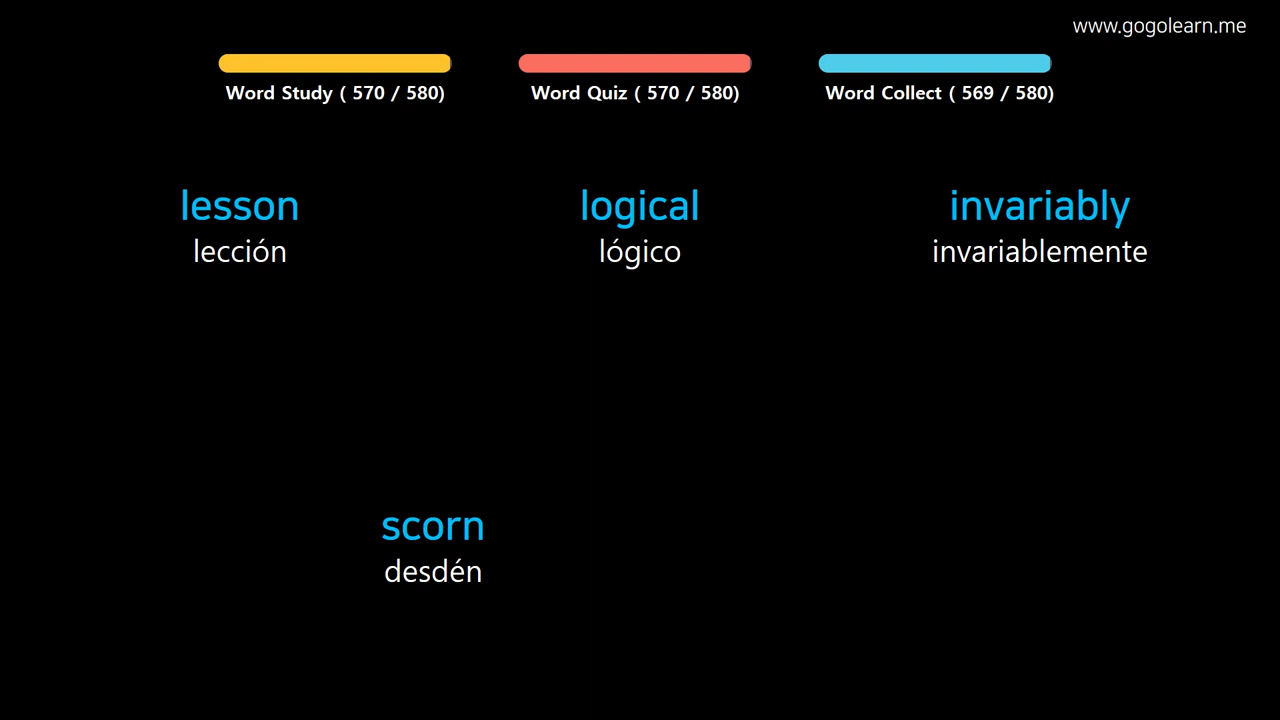 www.gogolearn.me
Word Study ( 570 / 580)
Word Quiz ( 570 / 580)
Word Collect ( 569 / 580)
lesson
lección
logical
lógico
invariably
invariablemente
scorn
desdén